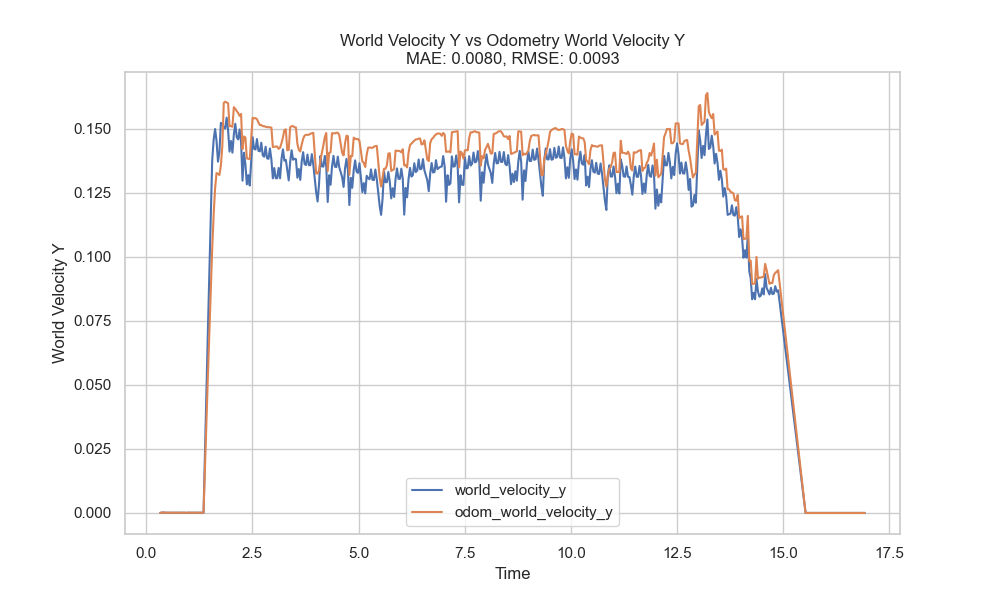 World Velocity Y vs Odometry World Velocity Y
MAE: 0.0080, RMSE: 0.0093
World Velocity Y
0.150
0.125
0.100
0.075
0.050
0.025
0.000
world_velocity_y
odom_world_velocity_y
0.0 2.5 5.0 7.5 10.0 12.5 15.0 17.5
Time